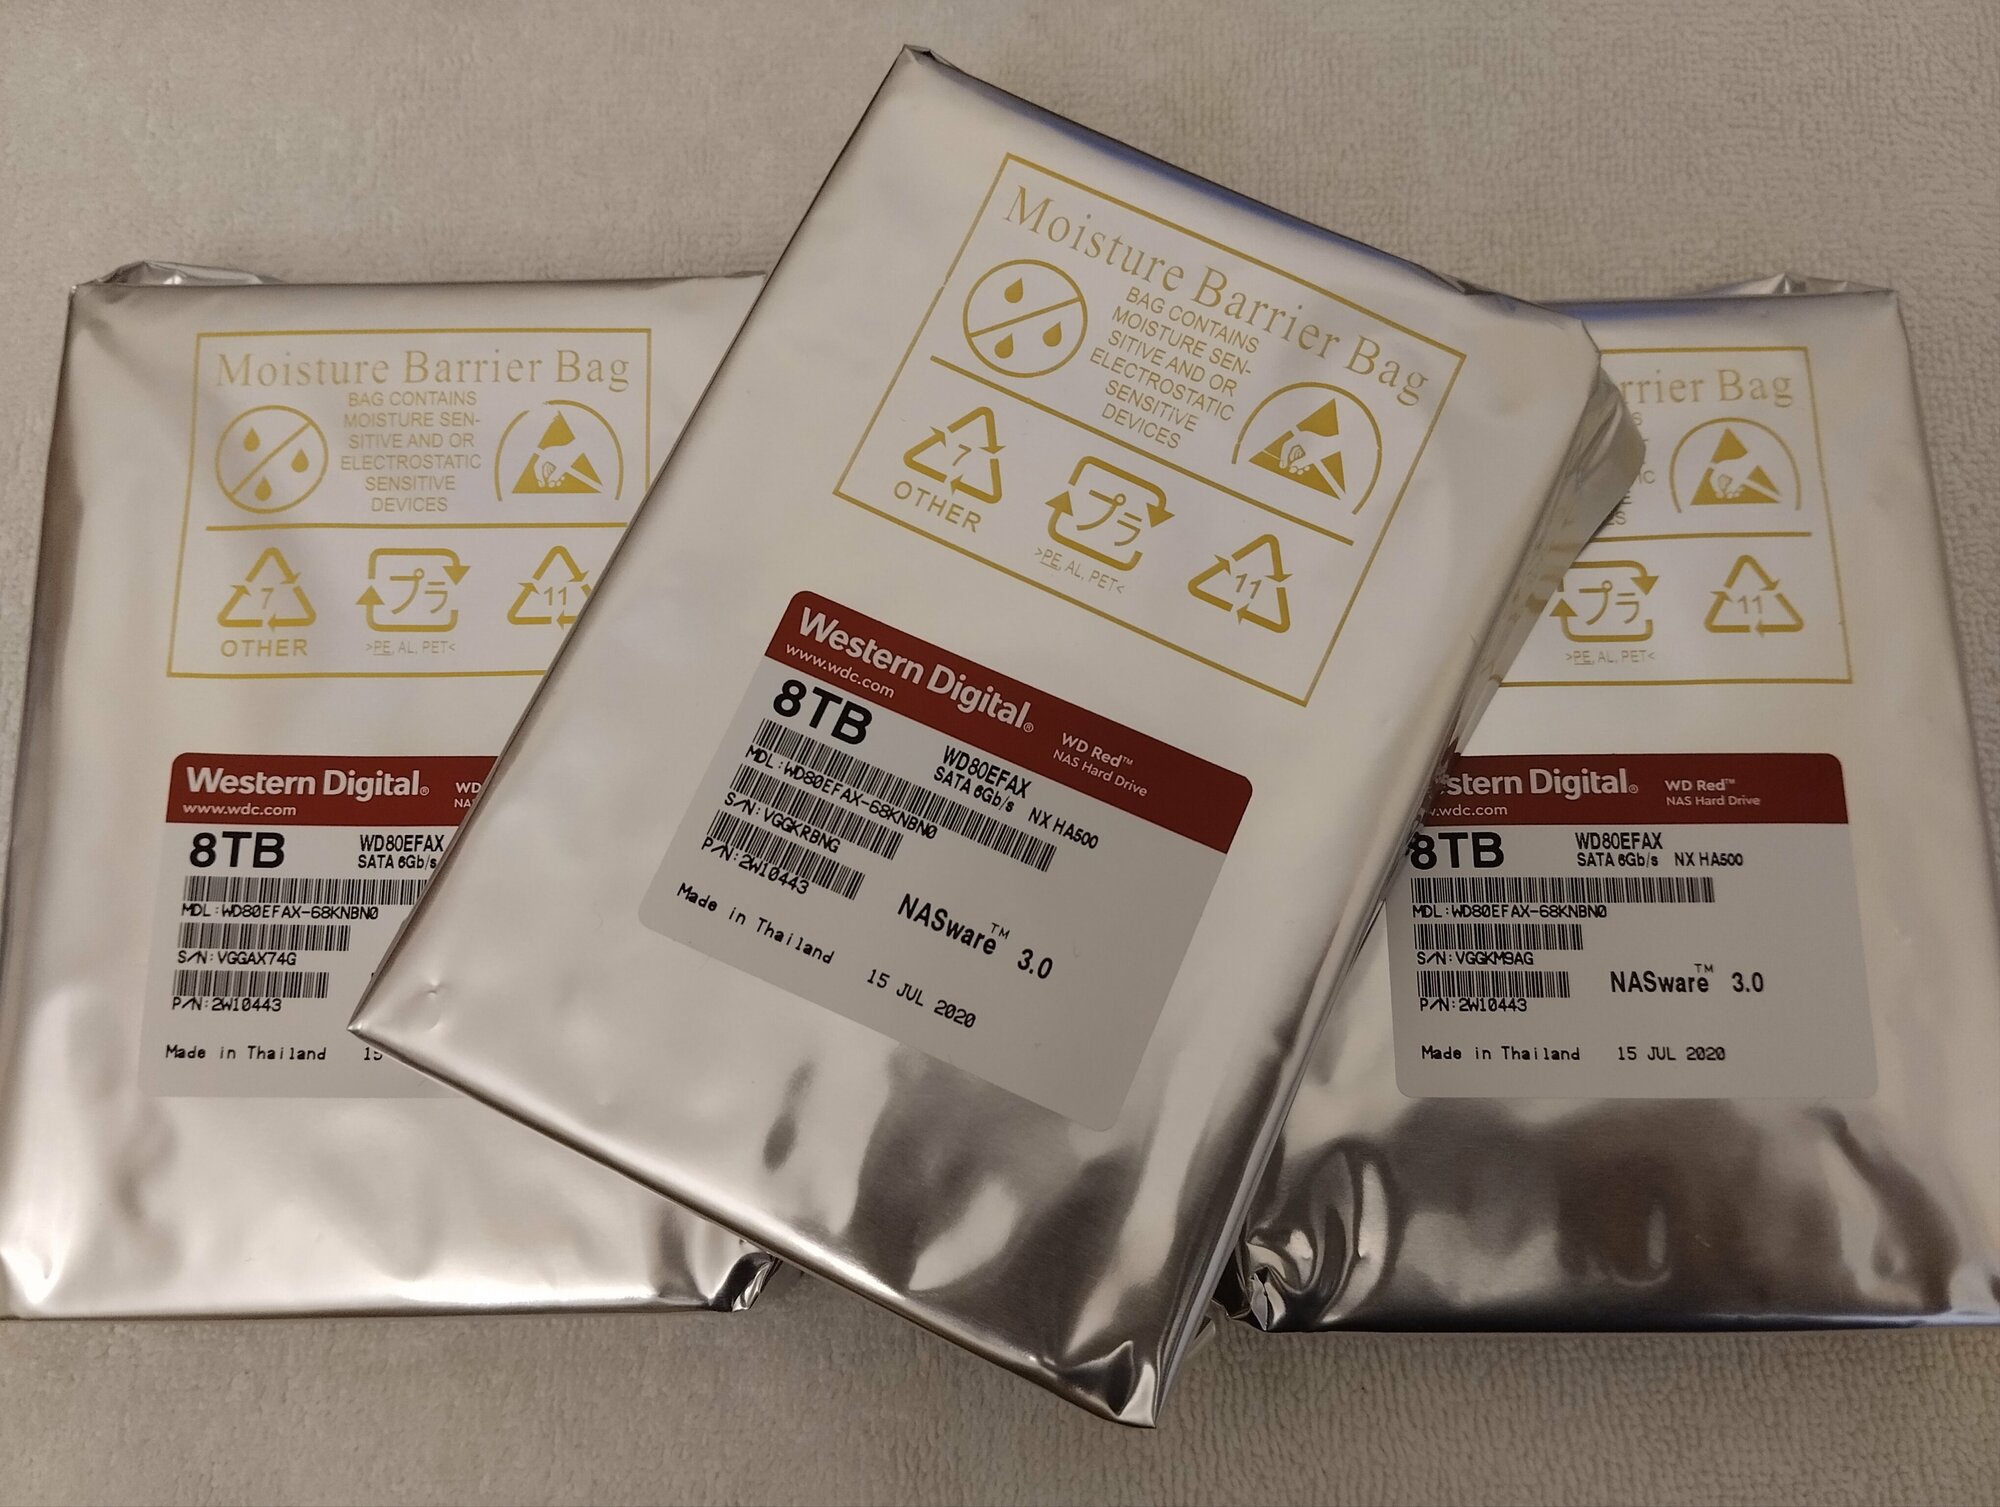 Moisture Barrier Bag
BAG CONTAINS
MOISTURE SEN-
SITIVE AND OR
ELECTROSTATIC
SENSITIVE
DEVICES
7
OTHER
プラ
>PE, AL, PET<
11
Western Digital®
www.wdc.com
WD
8TB
WD80EFAX
SATA 6Gb/s
MDL:WD80EFAX-68KNBN0
S/N:VGGAX74G
P/N:2W10443
Made in Thailand 15
Moisture Barrier Bag
BAG CONTAINS
MOISTURE SEN-
SITIVE AND OR
ELECTROSTATIC
SENSITIVE
DEVICES
7
OTHER
プラ
>PE, AL, PET<
11
Western Digital®
www.wdc.com
WD Red™
NAS Hard Drive
8TB
WD80EFAX
SATA 6Gb/s NX HA500
MDL:WD80EFAX-68KNBN0
S/N:VGGKRBNG
P/N:2W10443
NASware™ 3.0
Made in Thailand 15 JUL 2020
rrier Bag
プラ
>PE, AL, PET<
11
stern Digital®
.wdc.com
WD Red™
NAS Hard Drive
8TB
WD80EFAX
SATA 6Gb/s NX HA500
MDL:WD80EFAX-68KNBN0
S/N:VGGKM9AG
P/N:2W10443
NASware™ 3.0
Made in Thailand 15 JUL 2020